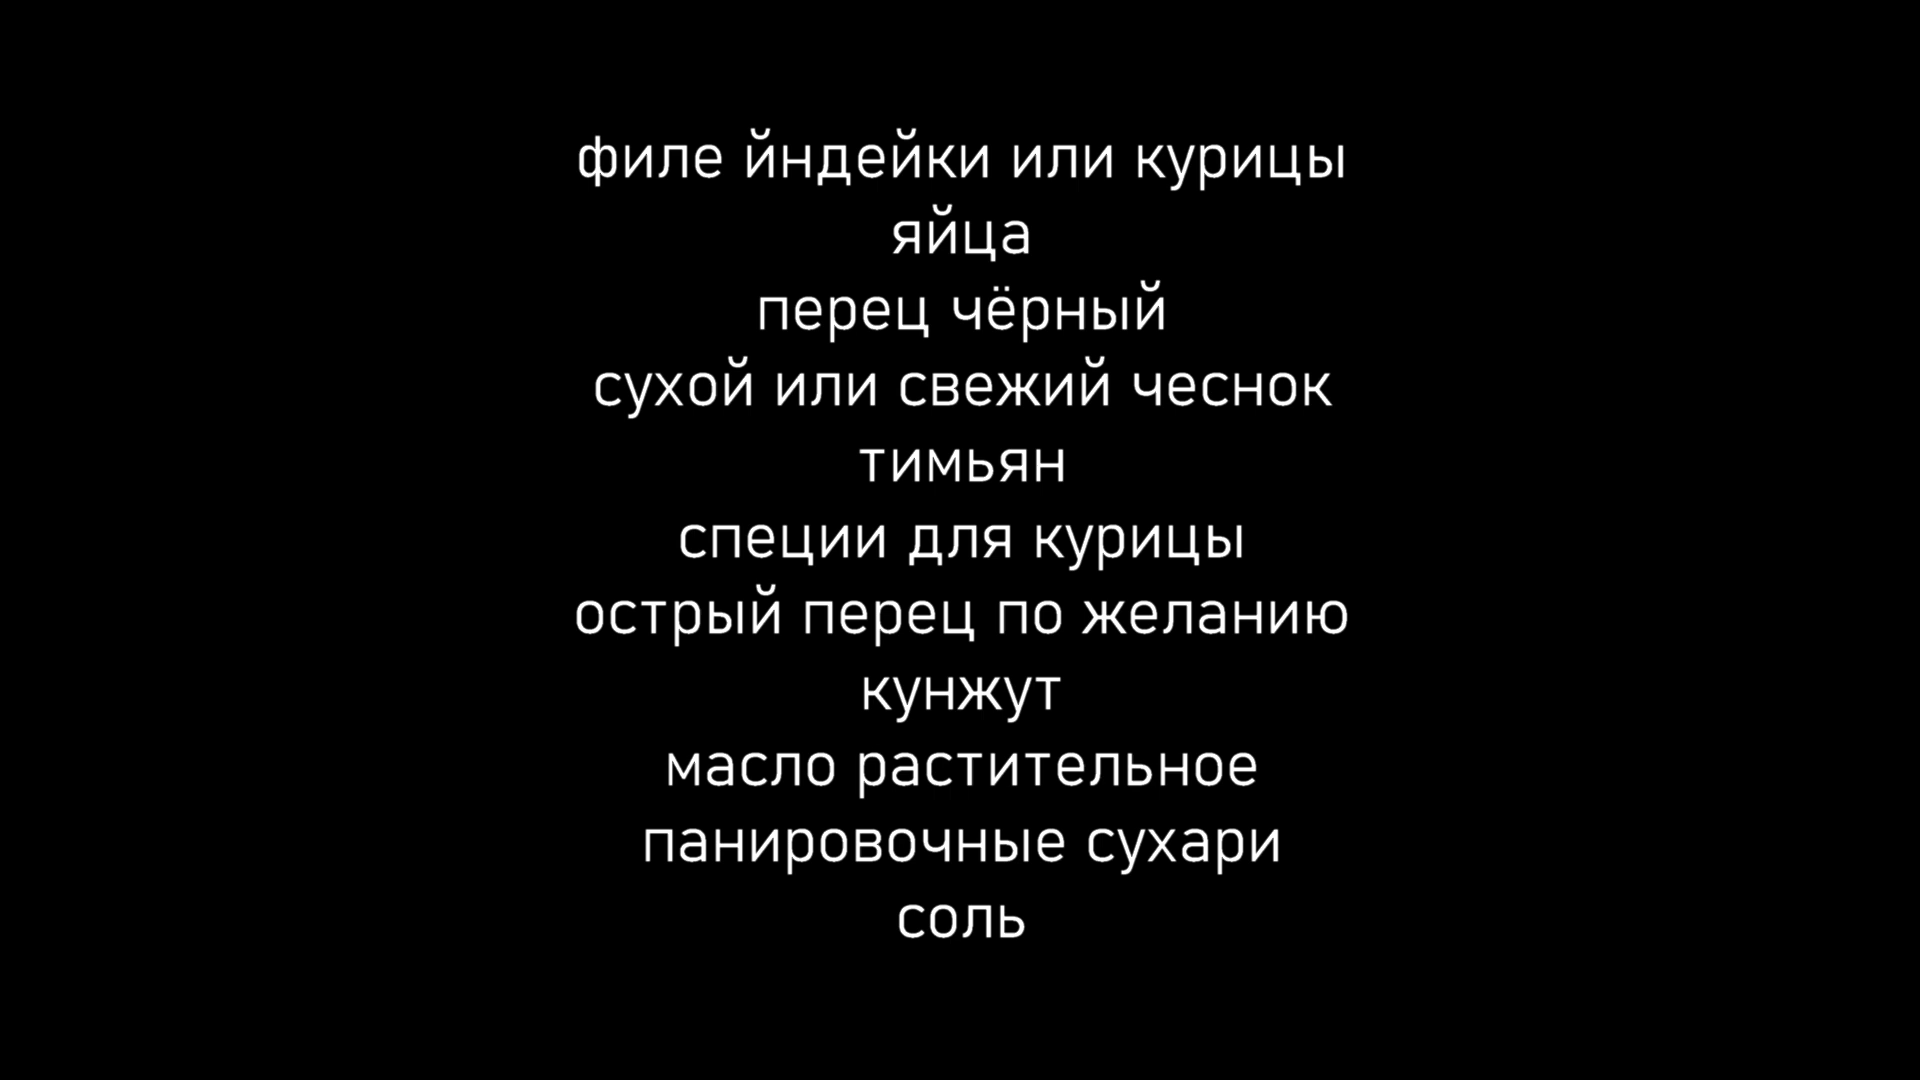 филе йндейки или курицы
яйца
перец чёрный
сухой или свежий чеснок
тимьян
специи для курицы
острый перец по желанию
кунжут
масло растительное
панировочные сухари
соль